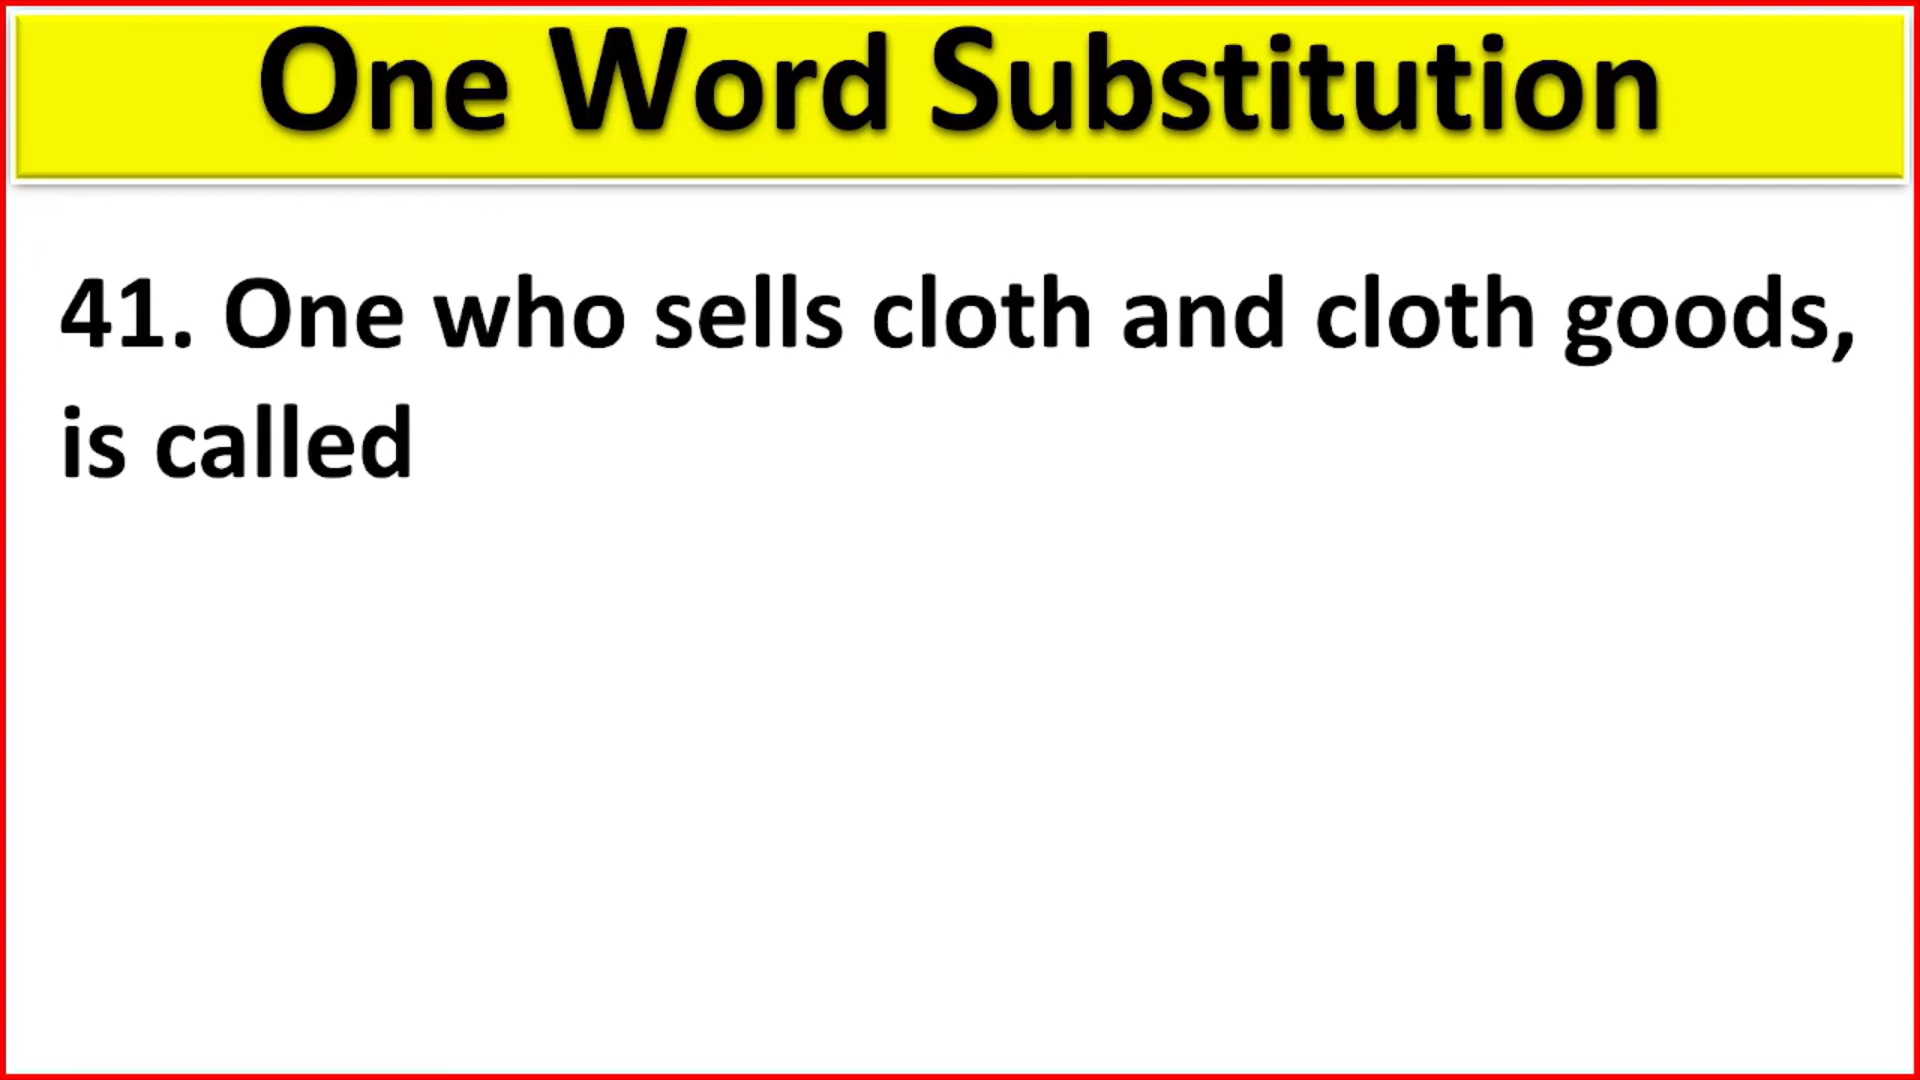 One Word Substitution
41. One who sells cloth and cloth goods,
is called